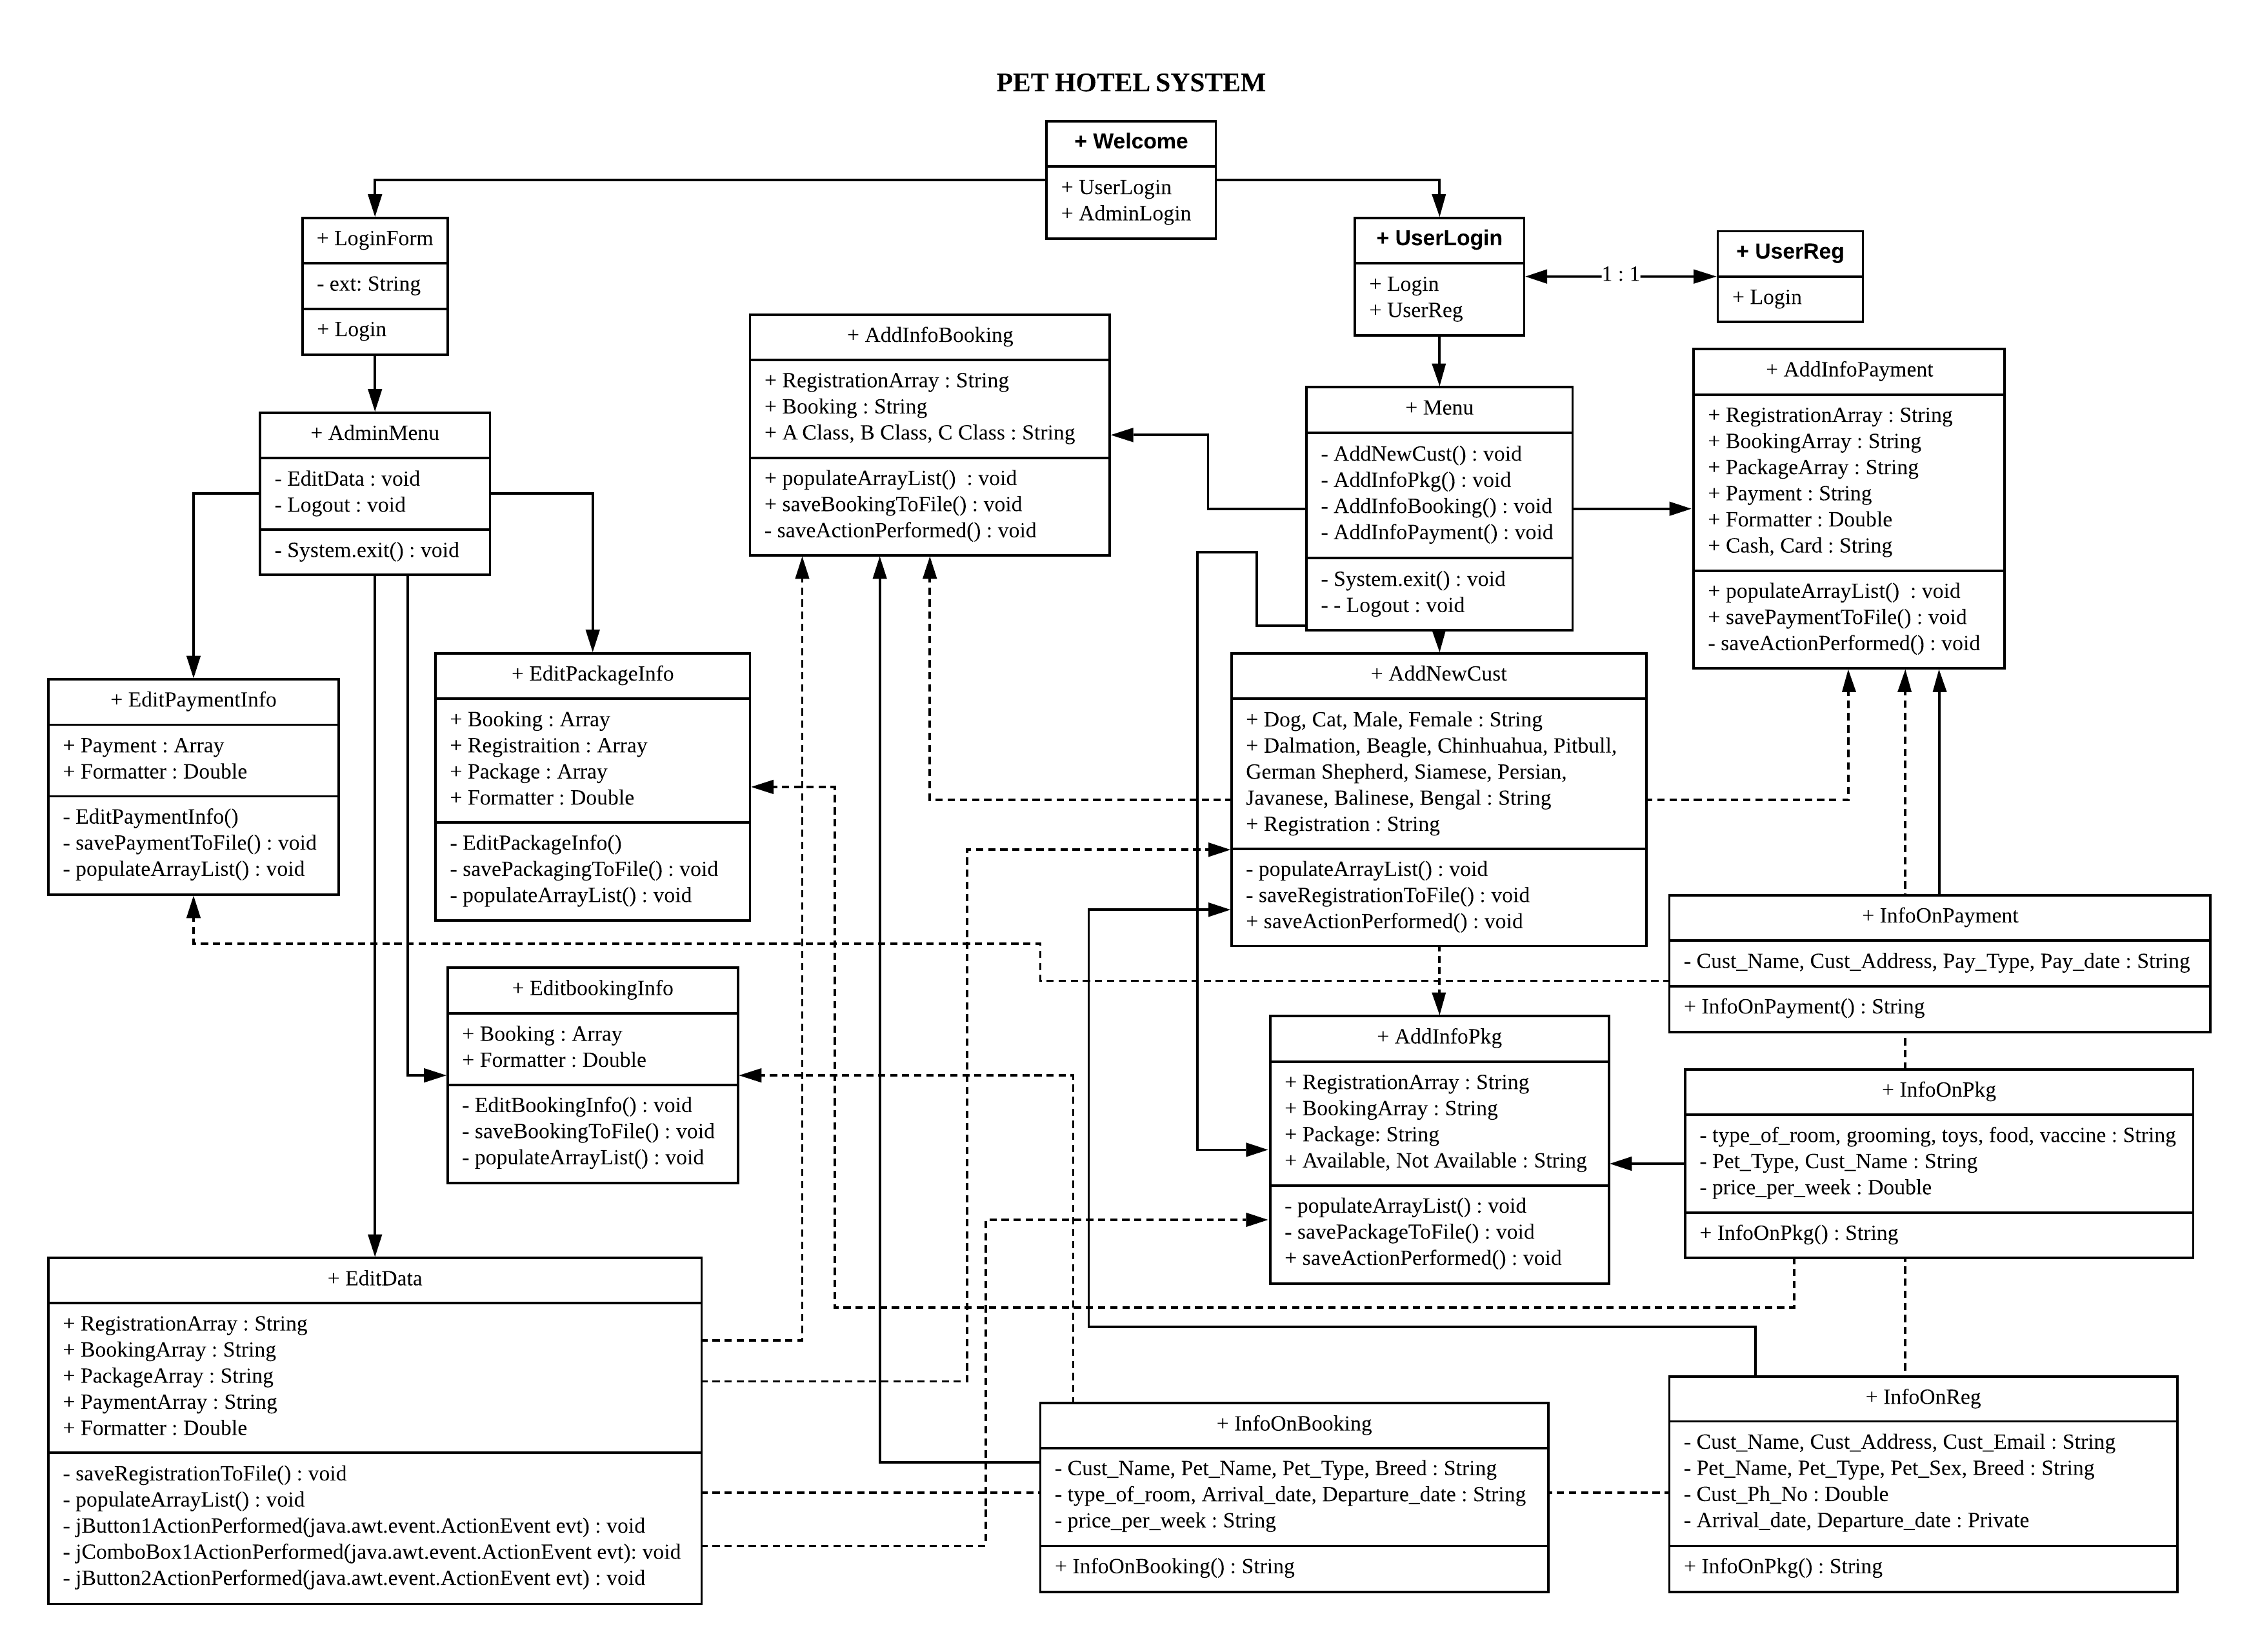 PET HOTEL SYSTEM
+ Welcome
+ UserLogin
+ AdminLogin
+ LoginForm
- ext: String
+ Login
+ UserLogin
+ Login
+ UserReg
1 : 1
+ UserReg
+ Login
+ AddInfoBooking
+ RegistrationArray : String
+ Booking : String
+ A Class, B Class, C Class : String
+ populateArrayList()  : void
+ saveBookingToFile() : void
- saveActionPerformed() : void
+ Menu
- AddNewCust() : void
- AddInfoPkg() : void
- AddInfoBooking() : void
- AddInfoPayment() : void
- System.exit() : void
- - Logout : void
+ AddInfoPayment
+ RegistrationArray : String
+ BookingArray : String
+ PackageArray : String
+ Payment : String
+ Formatter : Double
+ Cash, Card : String
+ populateArrayList()  : void
+ savePaymentToFile() : void
- saveActionPerformed() : void
+ AdminMenu
- EditData : void
- Logout : void
- System.exit() : void
+ EditPaymentInfo
+ Payment : Array
+ Formatter : Double
- EditPaymentInfo()
- savePaymentToFile() : void
- populateArrayList() : void
+ EditPackageInfo
+ Booking : Array
+ Registraition : Array
+ Package : Array
+ Formatter : Double
- EditPackageInfo()
- savePackagingToFile() : void
- populateArrayList() : void
+ AddNewCust
+ Dog, Cat, Male, Female : String
+ Dalmation, Beagle, Chinhuahua, Pitbull,
German Shepherd, Siamese, Persian,
Javanese, Balinese, Bengal : String
+ Registration : String
- populateArrayList() : void
- saveRegistrationToFile() : void
+ saveActionPerformed() : void
+ InfoOnPayment
- Cust_Name, Cust_Address, Pay_Type, Pay_date : String
+ InfoOnPayment() : String
+ EditbookingInfo
+ Booking : Array
+ Formatter : Double
- EditBookingInfo() : void
- saveBookingToFile() : void
- populateArrayList() : void
+ AddInfoPkg
+ RegistrationArray : String
+ BookingArray : String
+ Package: String
+ Available, Not Available : String
- populateArrayList() : void
- savePackageToFile() : void
+ saveActionPerformed() : void
+ InfoOnPkg
- type_of_room, grooming, toys, food, vaccine : String
- Pet_Type, Cust_Name : String
- price_per_week : Double
+ InfoOnPkg() : String
+ EditData
+ RegistrationArray : String
+ BookingArray : String
+ PackageArray : String
+ PaymentArray : String
+ Formatter : Double
- saveRegistrationToFile() : void
- populateArrayList() : void
- jButton1ActionPerformed(java.awt.event.ActionEvent evt) : void
- jComboBox1ActionPerformed(java.awt.event.ActionEvent evt): void
- jButton2ActionPerformed(java.awt.event.ActionEvent evt) : void
+ InfoOnBooking
- Cust_Name, Pet_Name, Pet_Type, Breed : String
- type_of_room, Arrival_date, Departure_date : String
- price_per_week : String
+ InfoOnBooking() : String
+ InfoOnReg
- Cust_Name, Cust_Address, Cust_Email : String
- Pet_Name, Pet_Type, Pet_Sex, Breed : String
- Cust_Ph_No : Double
- Arrival_date, Departure_date : Private
+ InfoOnPkg() : String